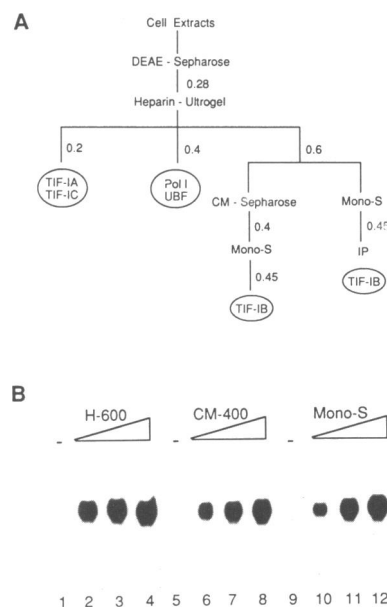 A
Cell Extracts
DEAE - Sepharose
0.28
Heparin - Ultrogel
0.2
0.4
0.6
TIF-IA
TIF-IC
Pol I
UBF
CM - Sepharose
Mono-S
0.4
0.45
Mono-S
IP
0.45
TIF-IB
TIF-IB
B
H-600
CM-400
Mono-S
- - -
1 2 3 4 5 6 7 8 9 10 11 12